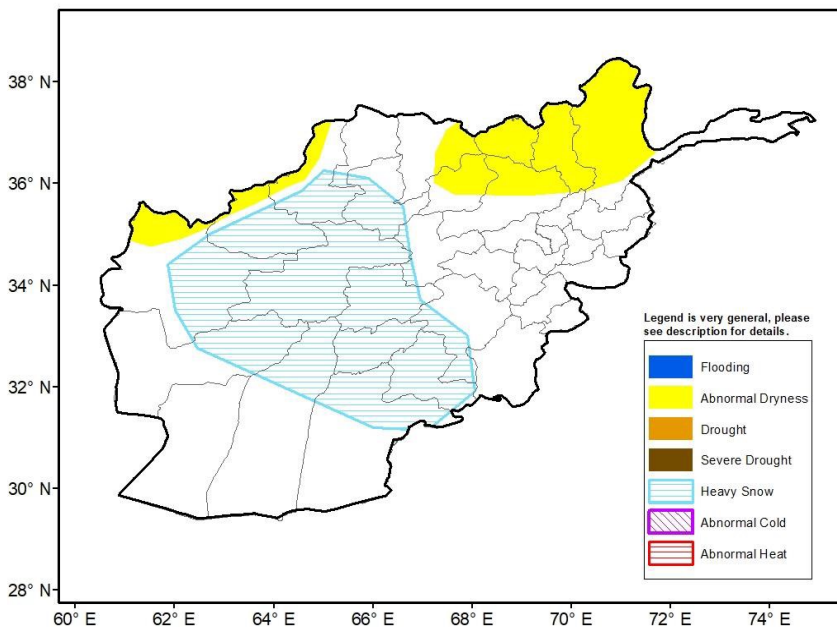 38° N
36° N
34° N
32° N
30° N
28° N
60° E
62° E
64° E
66° E
68° E
70° E
72° E
74° E
Legend is very general, please
see description for details.
Flooding
Abnormal Dryness
Drought
Severe Drought
Heavy Snow
Abnormal Cold
Abnormal Heat